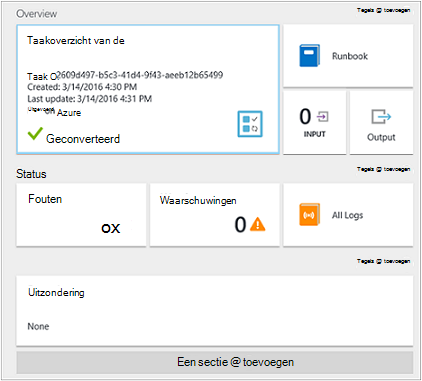 Overview
Tegels @ toevoegen
Taakoverzicht van de
Runbook
Taak O. 2609d497-b5c3-41d4-9f43-aeeb12b65499
Created: 3/14/2016 4:30 PM
Last update: 3/14/2016 4:31 PM
Uitgevoerd
on Azure
Geconverteerd
0
INPUT
Output
Status
Tegels @ toevoegen
Fouten
OX
Waarschuwingen
0
All Logs
Tegels @ toevoegen
Uitzondering
None
Een sectie @ toevoegen